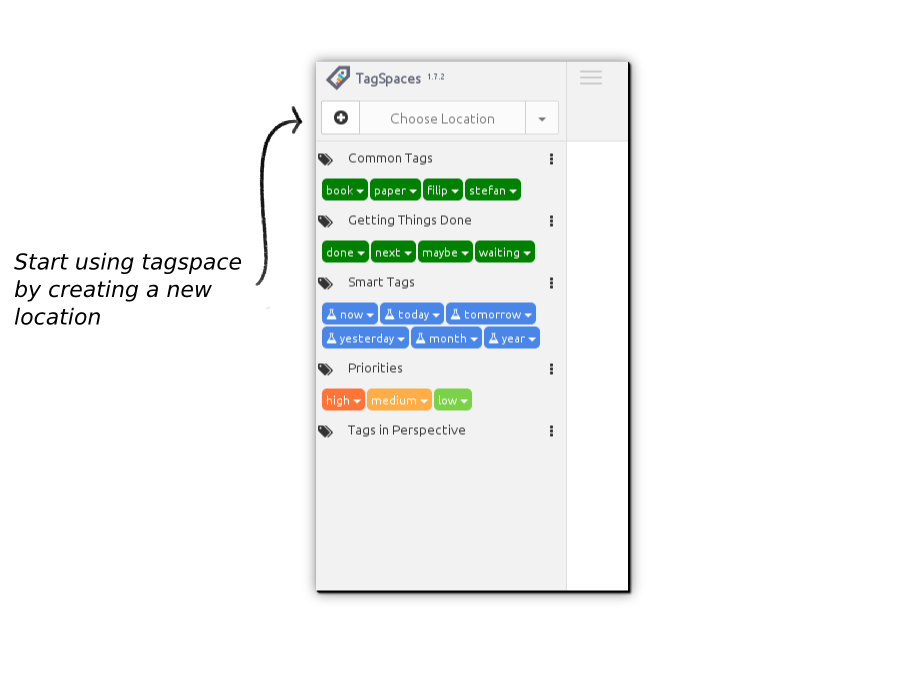 TagSpaces 1.7.2
Choose Location
Common Tags
book paper filip stefan
Getting Things Done
done next maybe waiting
Start using tagspace
by creating a new
location
Smart Tags
now today tomorrow
yesterday month year
Priorities
high medium low
Tags in Perspective